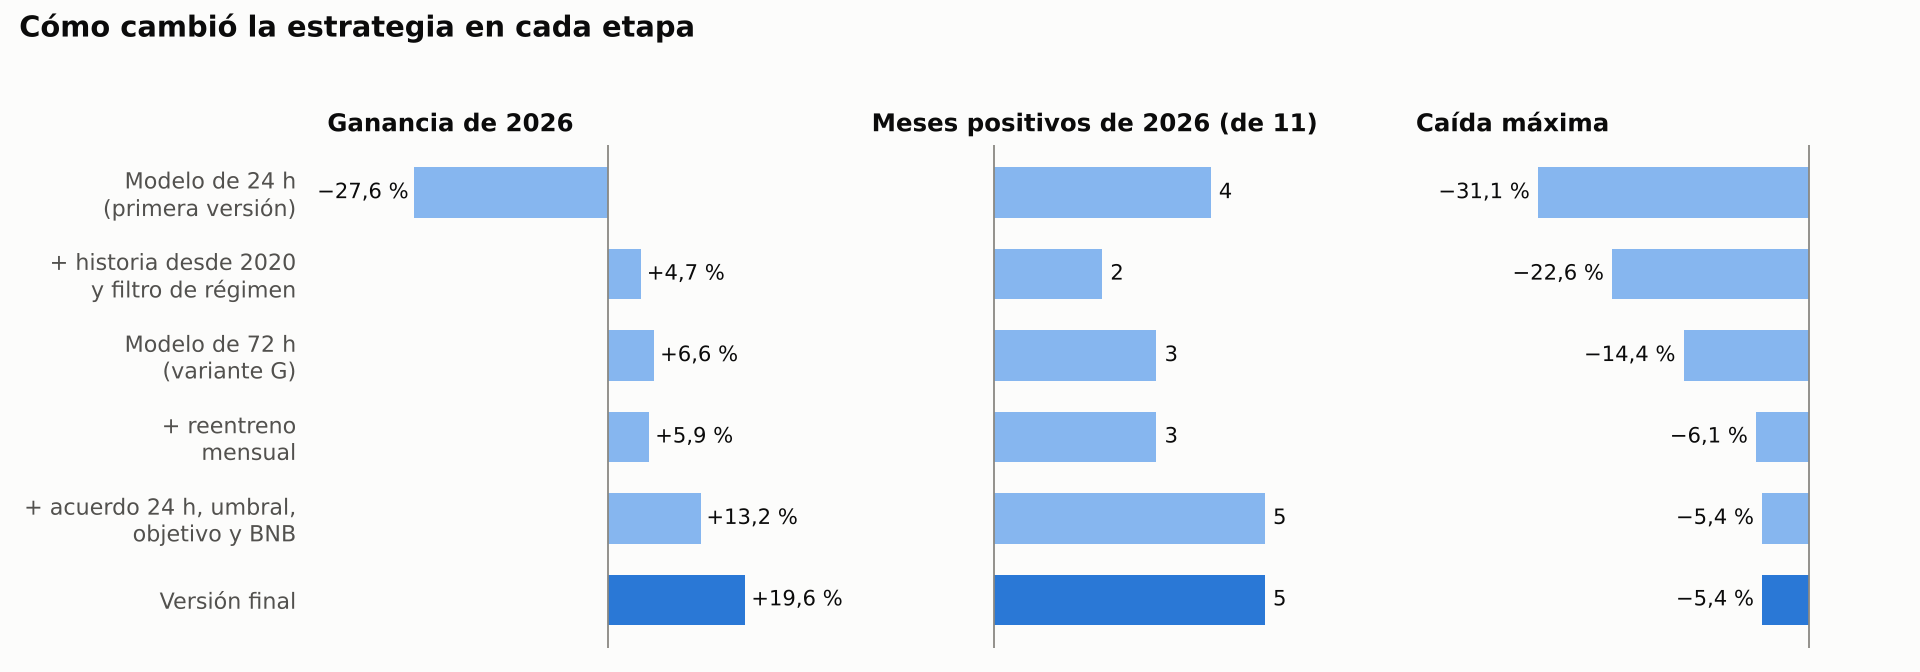 Cómo cambió la estrategia en cada etapa
Ganancia de 2026
Meses positivos de 2026 (de 11)
Caída máxima
Modelo de 24 h
(primera versión)
−27,6 %
4
−31,1 %
+ historia desde 2020
y filtro de régimen
+4,7 %
2
−22,6 %
Modelo de 72 h
(variante G)
+6,6 %
3
−14,4 %
+ reentreno
mensual
+5,9 %
3
−6,1 %
+ acuerdo 24 h, umbral,
objetivo y BNB
+13,2 %
5
−5,4 %
Versión final
+19,6 %
5
−5,4 %